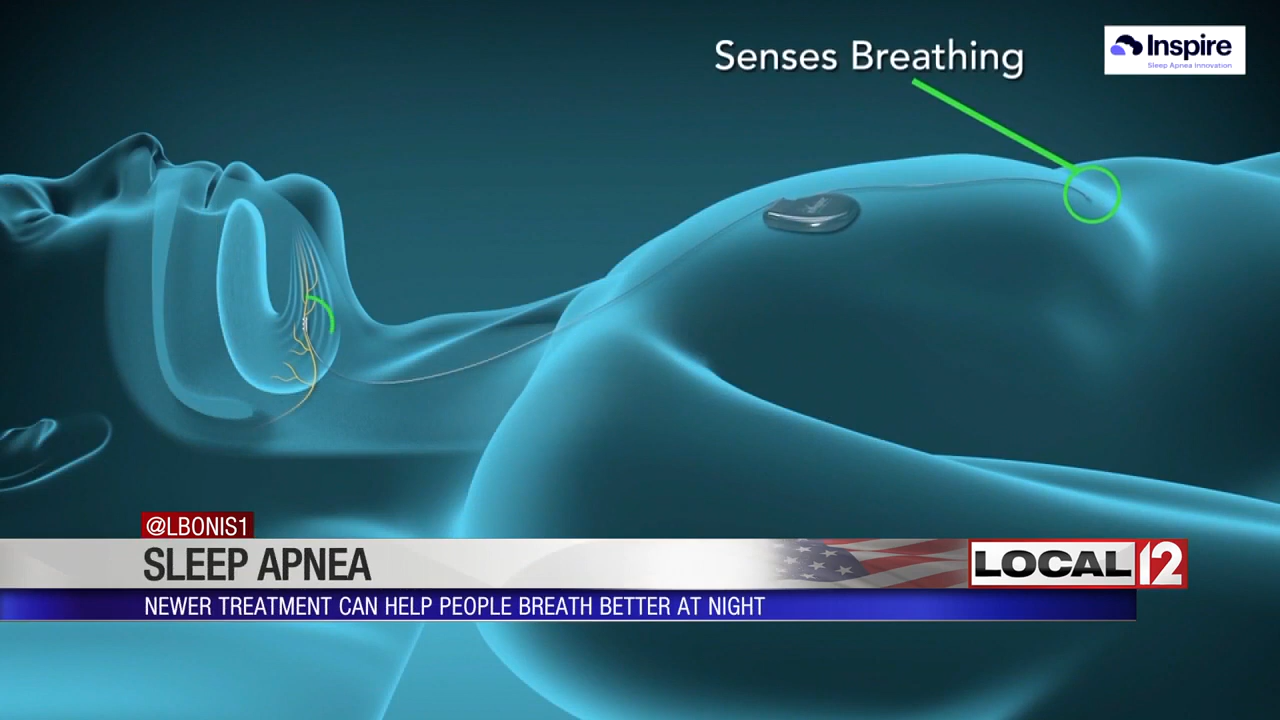 Senses Breathing
Inspire
Sleep Apnea Innovation
@LBONIS1
SLEEP APNEA
NEWER TREATMENT CAN HELP PEOPLE BREATH BETTER AT NIGHT
LOCAL 12